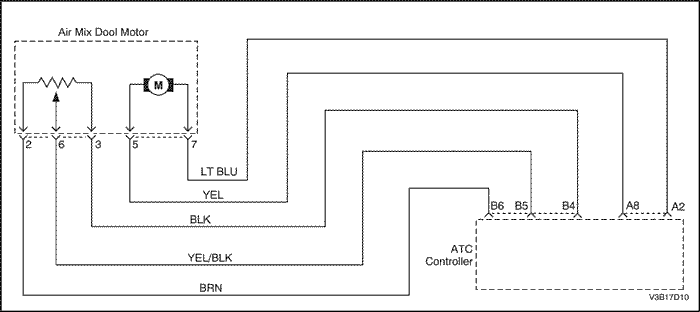 Air Mix Dool Motor
M
2 6 3 5 7
LT BLU
YEL
BLK
B6 B5 B4 A8 A2
ATC
Controller
YEL/BLK
BRN
V3B17D10